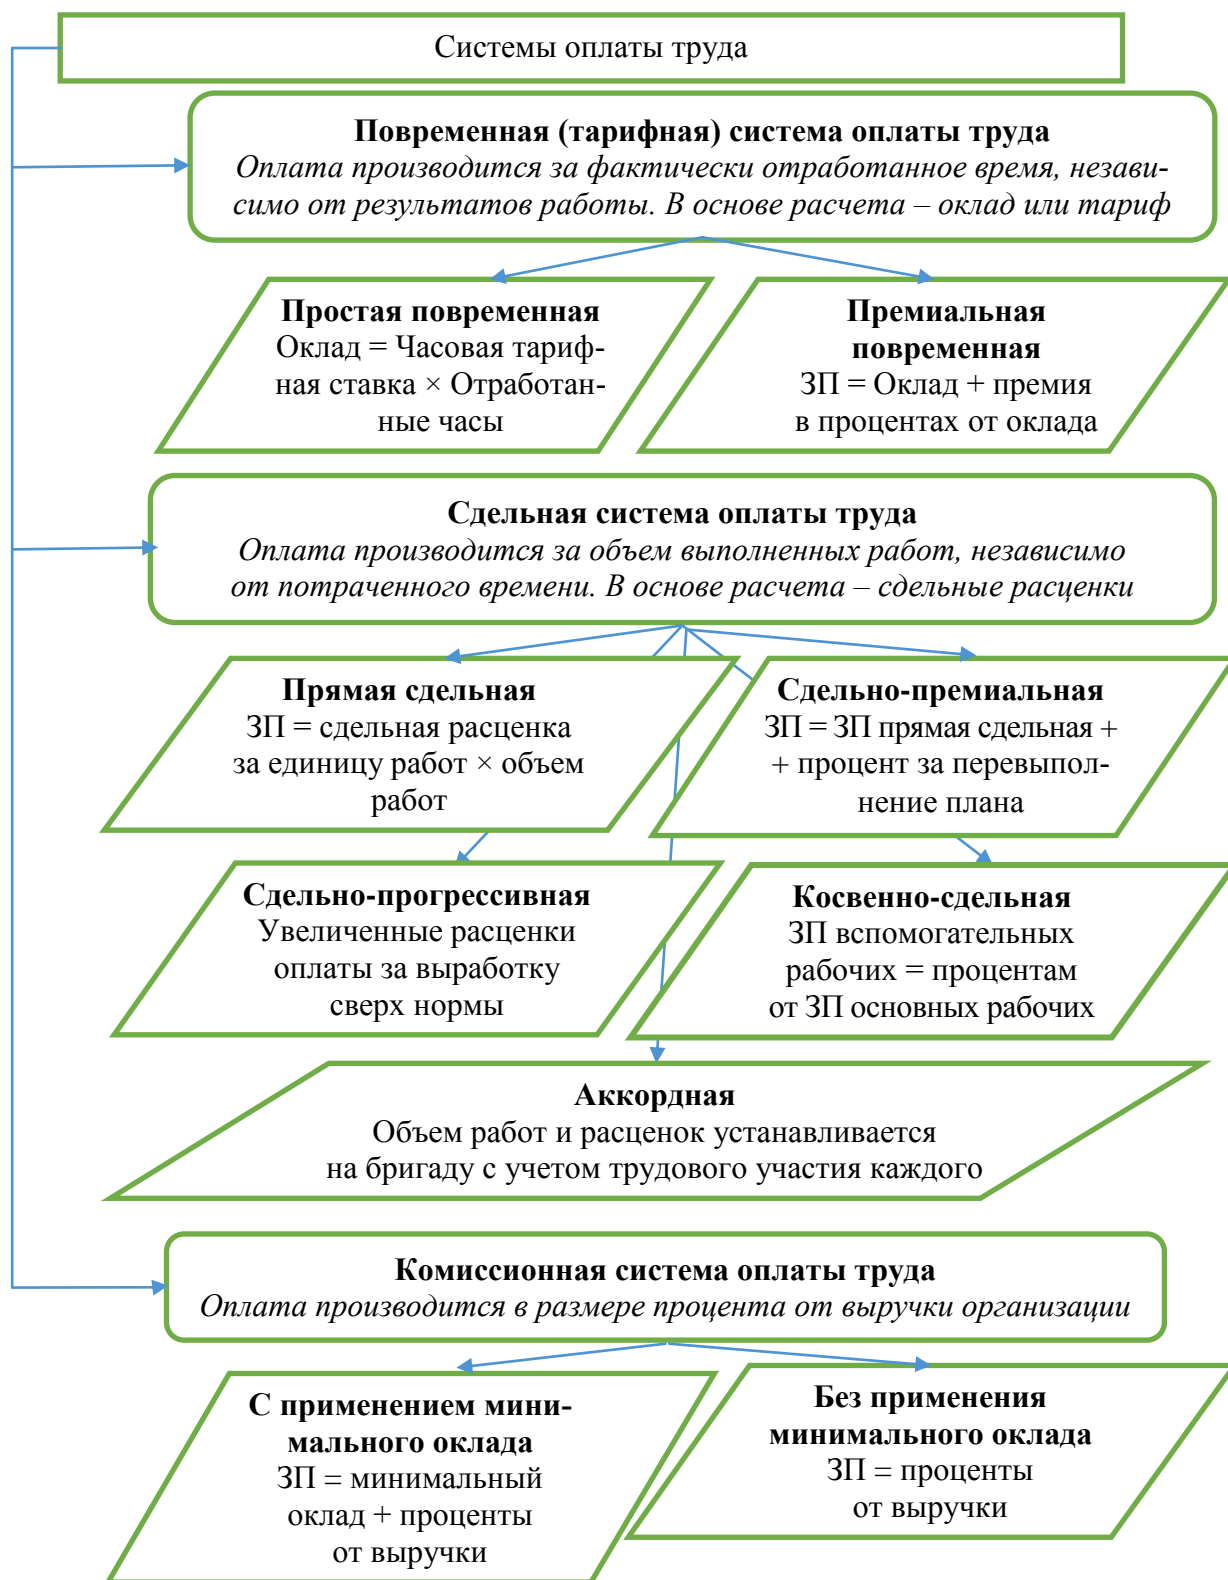 Системы оплаты труда
Повременная (тарифная) система оплаты труда
Оплата производится за фактически отработанное время, незави-
симо от результатов работы. В основе расчета – оклад или тариф
Простая повременная
Оклад = Часовая тариф-
ная ставка × Отработан-
ные часы
Премиальная
повременная
ЗП = Оклад + премия
в процентах от оклада
Сдельная система оплаты труда
Оплата производится за объем выполненных работ, независимо
от потраченного времени. В основе расчета – сдельные расценки
Прямая сдельная
ЗП = сдельная расценка
за единицу работ × объем
работ
Сдельно-премиальная
ЗП = ЗП прямая сдельная +
+ процент за перевыпол-
нение плана
Сдельно-прогрессивная
Увеличенные расценки
оплаты за выработку
сверх нормы
Косвенно-сдельная
ЗП вспомогательных
рабочих = процентам
от ЗП основных рабочих
Аккордная
Объем работ и расценок устанавливается
на бригаду с учетом трудового участия каждого
Комиссионная система оплаты труда
Оплата производится в размере процента от выручки организации
С применением мини-
мального оклада
ЗП = минимальный
оклад + проценты
от выручки
Без применения
минимального оклада
ЗП = проценты
от выручки